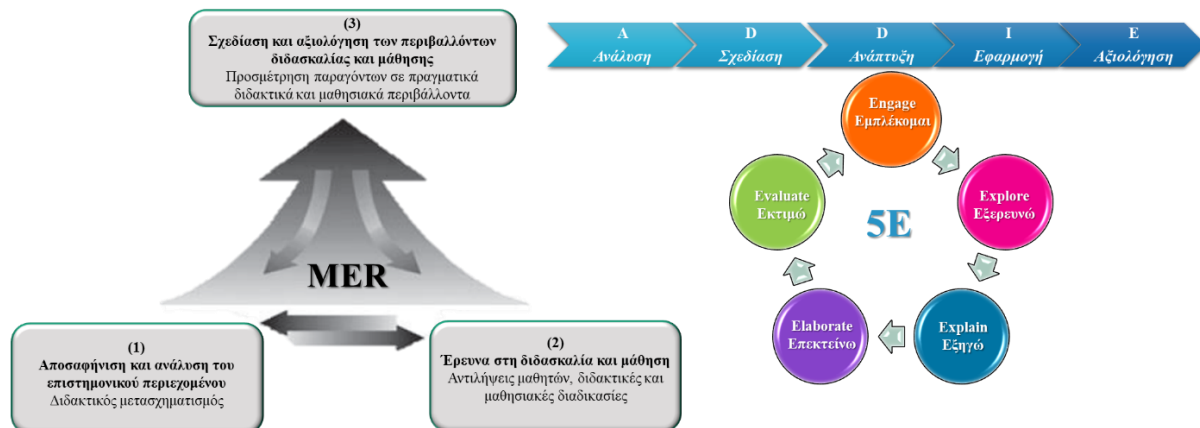 (3)
Σχεδίαση και αξιολόγηση των περιβαλλόντων
διδασκαλίας και μάθησης
Προσμέτρηση παραγόντων σε πραγματικά
διδακτικά και μαθησιακά περιβάλλοντα
MER
(1)
Αποσαφήνιση και ανάλυση του
επιστημονικού περιεχομένου
Διδακτικός μετασχηματισμός
(2)
Έρευνα στη διδασκαλία και μάθηση
Αντιλήψεις μαθητών, διδακτικές και
μαθησιακές διαδικασίες
A
Ανάλυση
D
Σχεδίαση
D
Ανάπτυξη
I
Εφαρμογή
E
Αξιολόγηση
Engage
Εμπλέκομαι
Explore
Εξερευνώ
Explain
Εξηγώ
Elaborate
Επεκτείνω
Evaluate
Εκτιμώ
5E